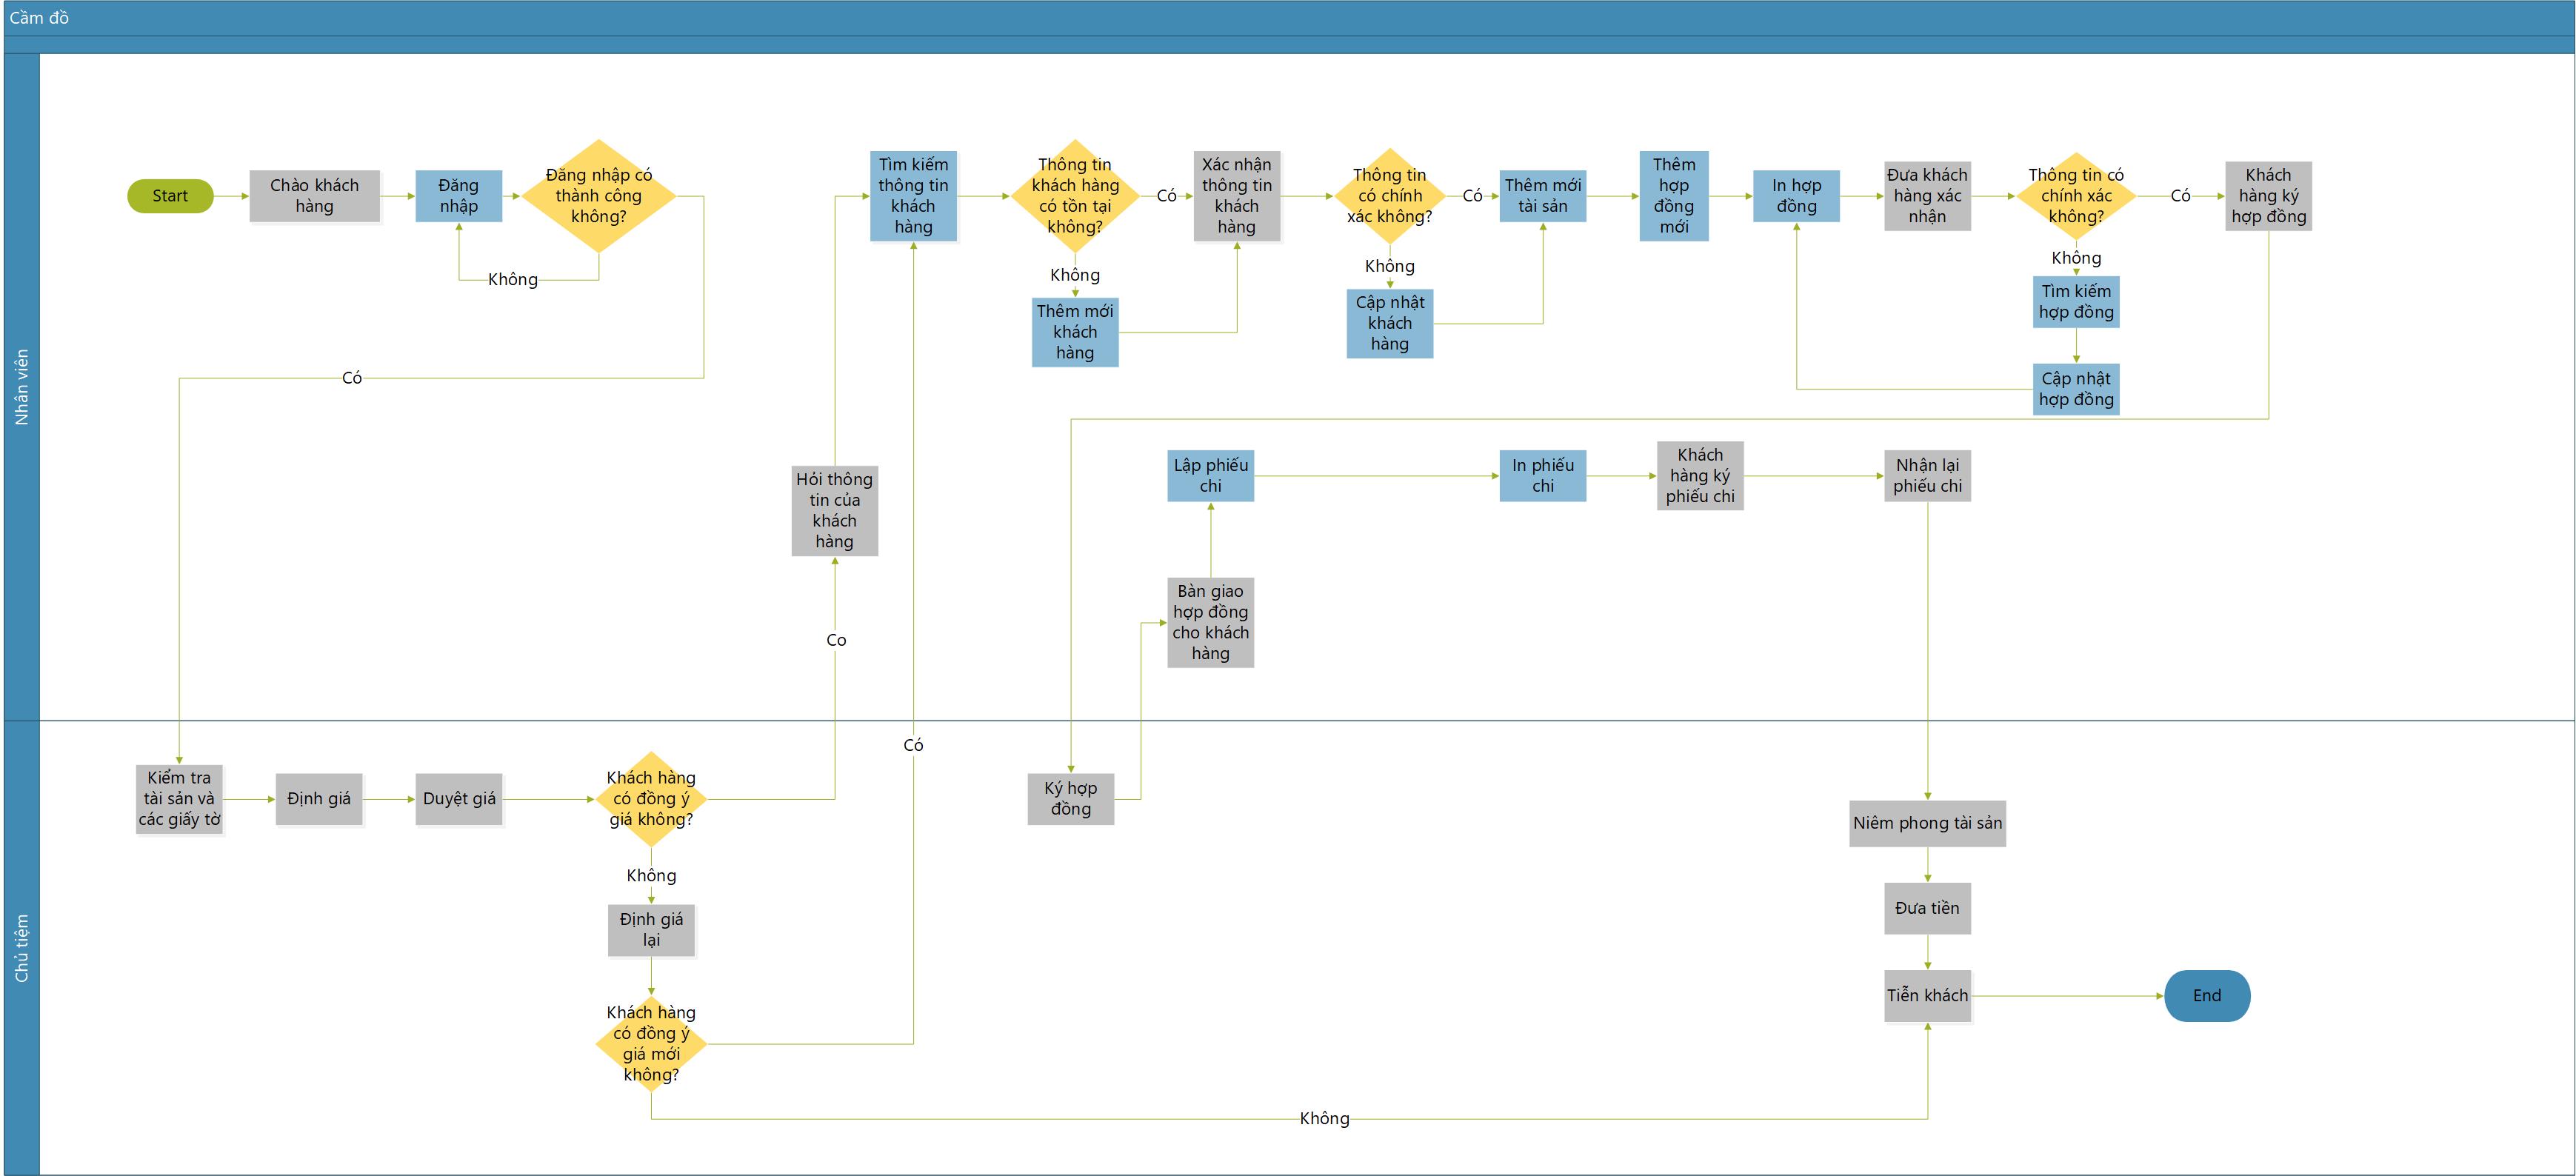 Cầm đồ
Nhân viên
Start
Chào khách
hàng
Đăng
nhập
Đăng nhập có
thành công
không?
Không
Có
Hỏi thông
tin của
khách
hàng
Co
Tìm kiếm
thông tin
khách
hàng
Thông tin
khách hàng
có tồn tại
không?
Có
Không
Thêm mới
khách
hàng
Xác nhận
thông tin
khách
hàng
Thông tin
có chính
xác không?
Có
Không
Cập nhật
khách
hàng
Thêm mới
tài sản
Thêm
hợp
đồng
mới
In hợp
đồng
Đưa khách
hàng xác
nhận
Thông tin có
chính xác
không?
Có
Không
Tìm kiếm
hợp đồng
Cập nhật
hợp đồng
Khách
hàng ký
hợp đồng
Lập phiếu
chi
In phiếu
chi
Khách
hàng ký
phiếu chi
Nhận lại
phiếu chi
Bàn giao
hợp đồng
cho khách
hàng
Chủ tiệm
Kiểm tra
tài sản và
các giấy tờ
Định giá
Duyệt giá
Khách hàng
có đồng ý
giá không?
Không
Định giá
lại
Khách hàng
có đồng ý
giá mới
không?
Có
Không
Ký hợp
đồng
Niêm phong tài sản
Đưa tiền
Tiễn khách
End